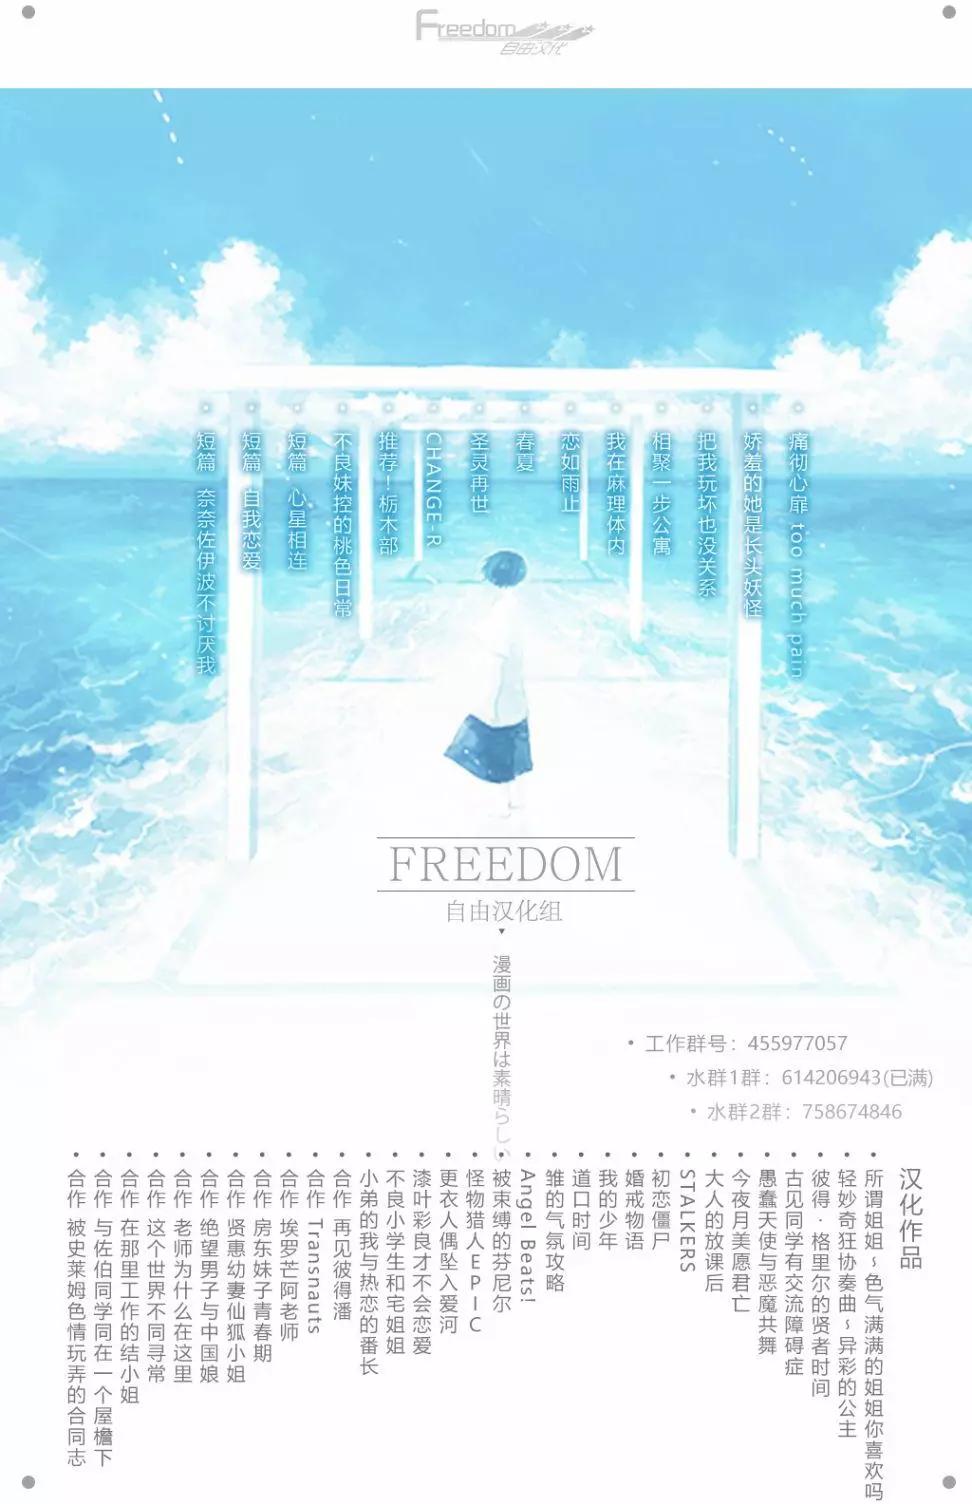 Freedom
自由汉化
痛彻心扉 too much pain
娇羞的她是长头妖怪
把我玩坏也没关系
相聚一步公寓
我在麻理体内
恋如雨止
春夏
圣灵再世
CHANGE-R
推荐！栃木部
不良妹控的桃色日常
短篇 心星相连
短篇 自我恋爱
短篇 奈奈佐伊波不讨厌我
FREEDOM
自由汉化组
漫画の世界は素晴らしい
工作群号：455977057
水群1群：614206943(已满)
水群2群：758674846
汉化作品
所谓姐姐~色气满满的姐姐你喜欢吗
轻妙奇狂协奏曲~异彩的公主
彼得·格里尔的贤者时间
古见同学有交流障碍症
愚蠢天使与恶魔共舞
今夜月美愿君亡
大人的放课后
STALKERS
初恋僵尸
婚戒物语
我的少年
道口时间
雏的气氛攻略
Angel Beats!
被束缚的芬尼尔
怪物猎人EPIC
更衣人偶坠入爱河
漆叶彩良才不会恋爱
不良小学生和宅姐姐
小弟的我与热恋的番长
合作 再见彼得潘
合作 Transnauts
合作 埃罗芒阿老师
合作 房东妹子青春期
合作 贤惠幼妻仙狐小姐
合作 绝望男子与中国娘
合作 老师为什么在这里
合作 这个世界不同寻常
合作 在那里工作的结小姐
合作 与佐伯同学同在一个屋檐下
合作 被史莱姆色情玩弄的合同志